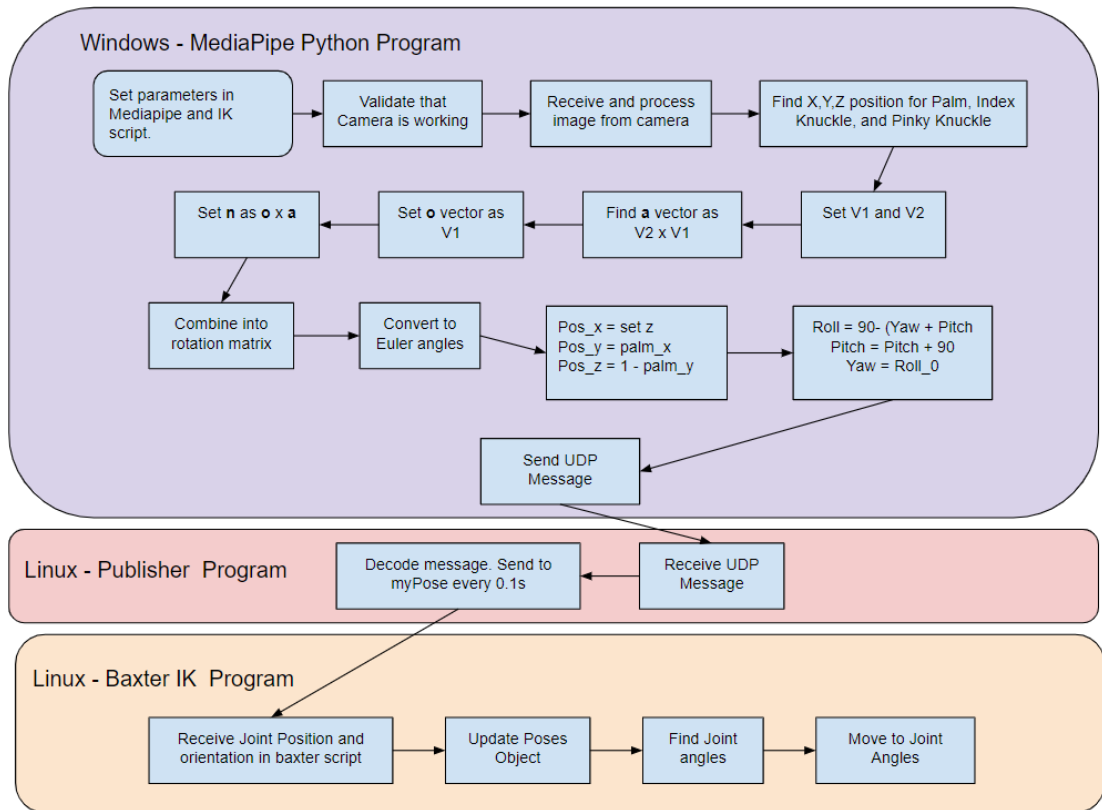 Windows - MediaPipe Python Program
Set parameters in
Mediapipe and IK
script.
Validate that
Camera is working
Receive and process
image from camera
Find X,Y,Z position for Palm, Index
Knuckle, and Pinky Knuckle
Set V1 and V2
Find a vector as
V2 x V1
Set o vector as
V1
Set n as o x a
Combine into
rotation matrix
Convert to
Euler angles
Pos_x = set z
Pos_y = palm_x
Pos_z = 1 - palm_y
Roll = 90- (Yaw + Pitch
Pitch = Pitch + 90
Yaw = Roll_0
Send UDP
Message
Linux - Publisher Program
Receive UDP
Message
Decode message. Send to
myPose every 0.1s
Linux - Baxter IK Program
Receive Joint Position and
orientation in baxter script
Update Poses
Object
Find Joint
angles
Move to Joint
Angles